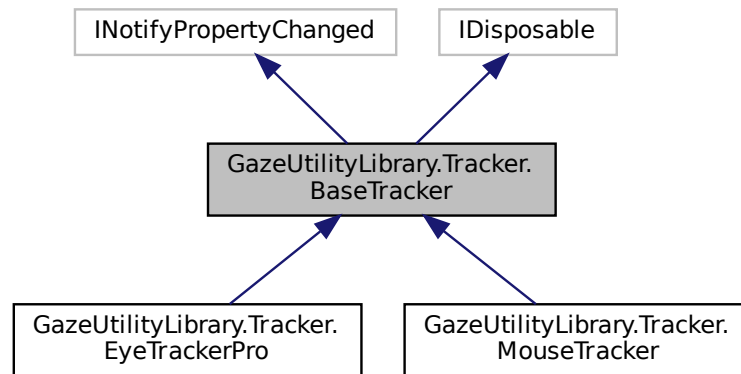 INotifyPropertyChanged
IDisposable
GazeUtilityLibrary.Tracker.
BaseTracker
GazeUtilityLibrary.Tracker.
EyeTrackerPro
GazeUtilityLibrary.Tracker.
MouseTracker